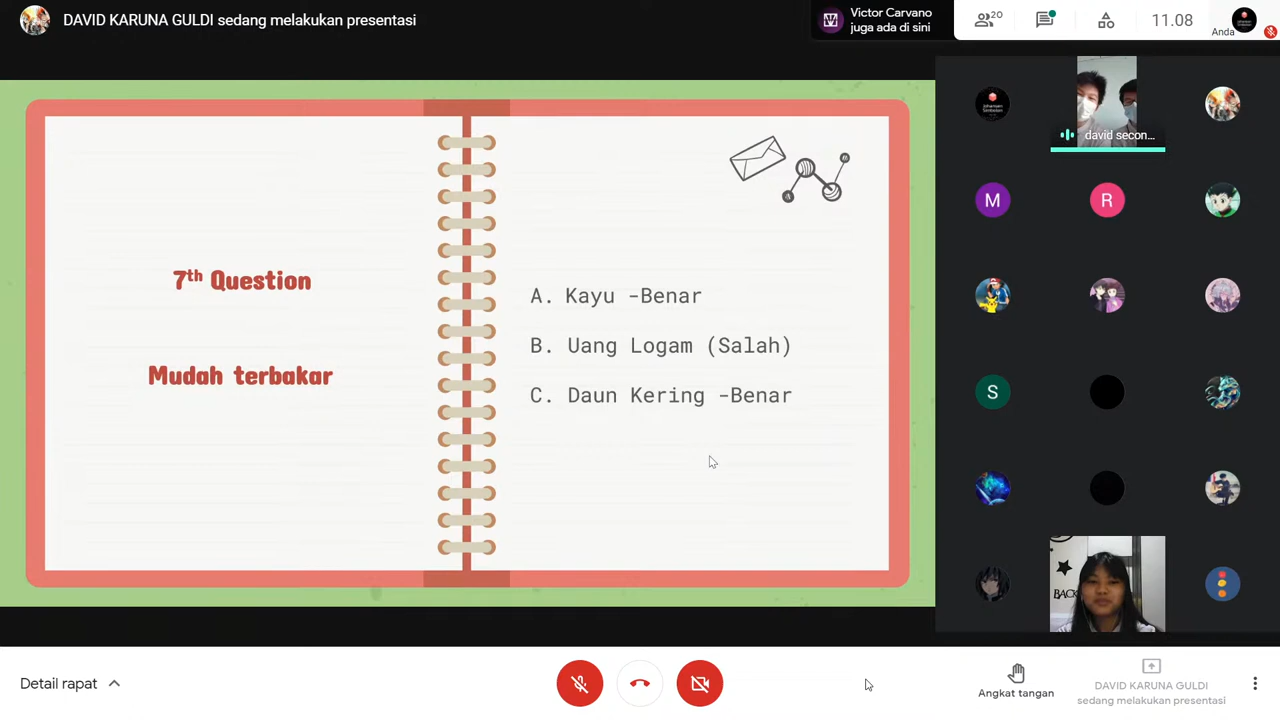 DAVID KARUNA GULDI sedang melakukan presentasi
Victor Carvano
juga ada di sini
20
11.08
Anda
david secon...
7th Question
Mudah terbakar
A. Kayu -Benar
B. Uang Logam (Salah)
C. Daun Kering -Benar
M
R
S
BACK
Detail rapat
Angkat tangan
DAVID KARUNA GULDI
sedang melakukan presentasi